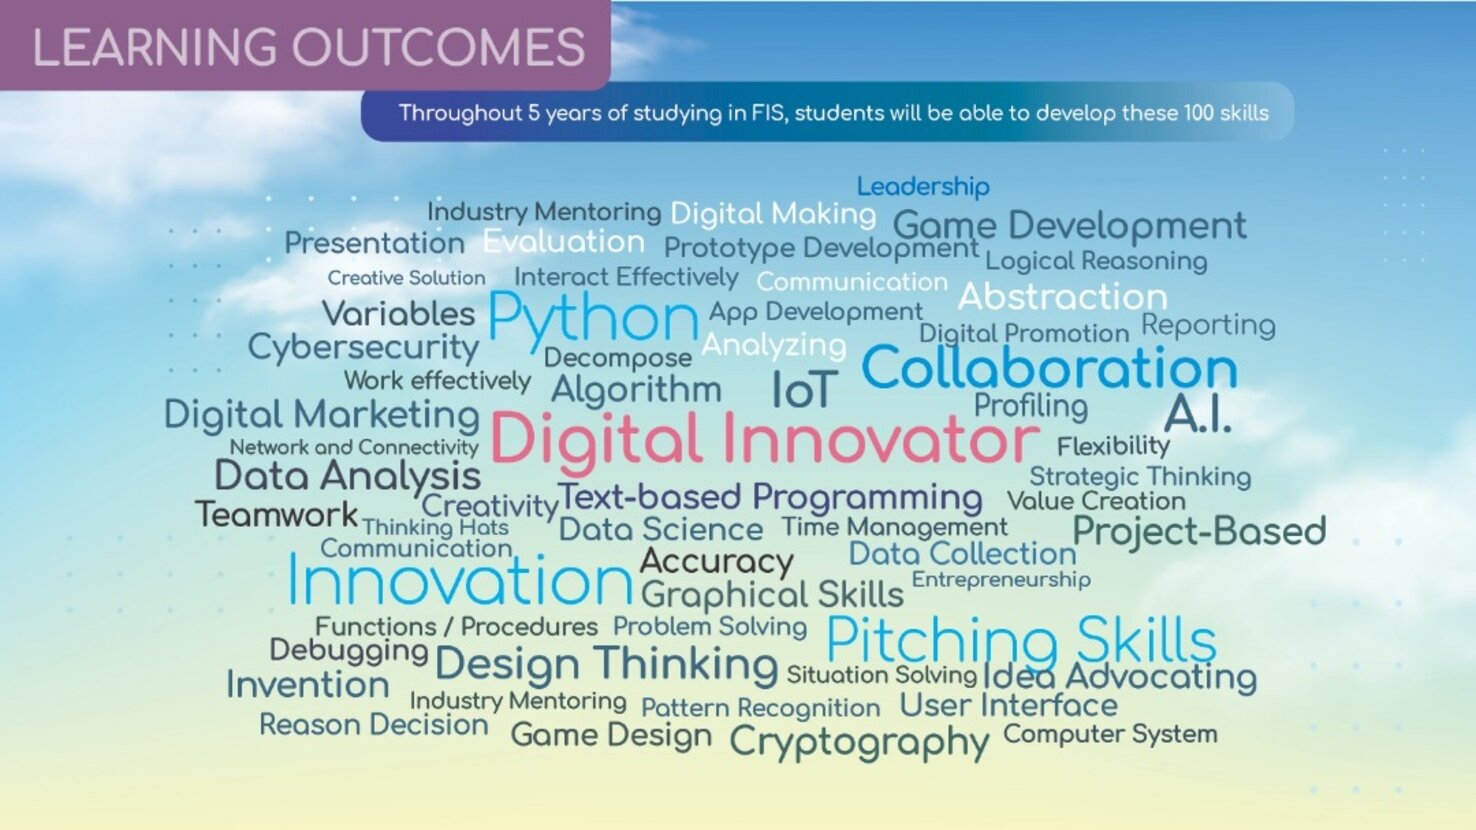 LEARNING OUTCOMES
Throughout 5 years of studying in FIS, students will be able to develop these 100 skills
Leadership
Industry Mentoring Digital Making Game Development
Presentation Evaluation Prototype Development Logical Reasoning
Creative Solution Interact Effectively Communication Abstraction
Variables Python App Development Digital Promotion Reporting
Cybersecurity Decompose Analyzing Collaboration
Work effectively Algorithm IoT Profiling A.I.
Digital Marketing Digital Innovator Flexibility
Network and Connectivity
Data Analysis Strategic Thinking
Creativity Text-based Programming Value Creation
Teamwork Thinking Hats Data Science Time Management Project-Based
Communication Accuracy Data Collection
Innovation Graphical Skills Entrepreneurship
Functions / Procedures Problem Solving Pitching Skills
Debugging Design Thinking Situation Solving Idea Advocating
Invention Industry Mentoring Pattern Recognition User Interface
Reason Decision Game Design Cryptography Computer System